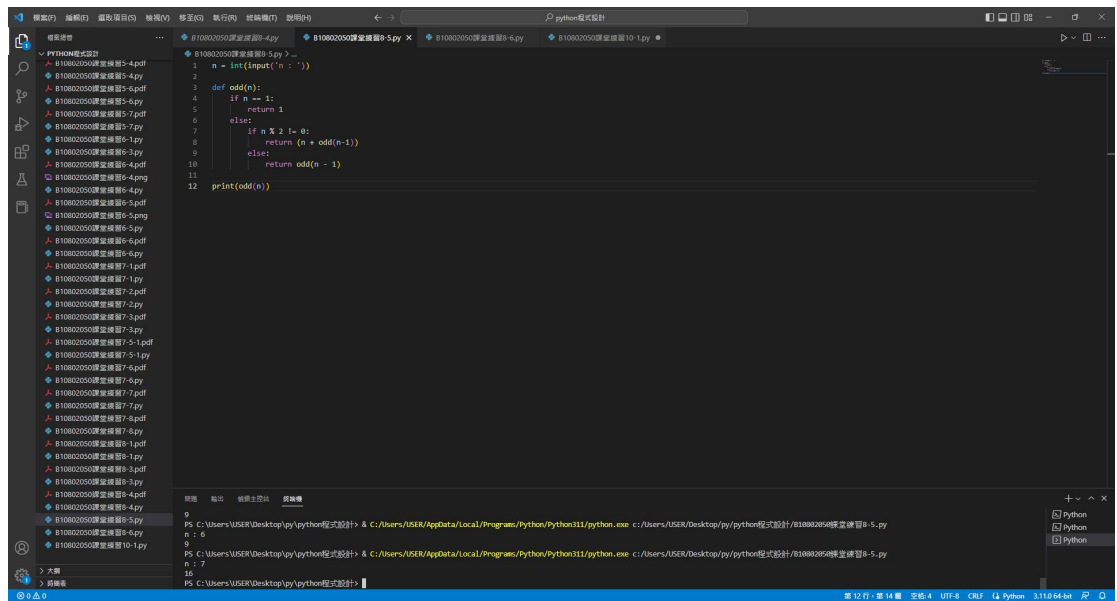 檔案(F) 編輯(E) 選取項目(S) 檢視(V) 移至(G) 執行(R) 終端機(T) 說明(H)
python程式設計
檔案總管
B10802050課堂練習8-4.py B10802050課堂練習8-5.py B10802050課堂練習8-6.py B10802050課堂練習10-1.py
PYTHON程式設計
B10802050課堂練習8-5.py > ...
B10802050課堂練習5-4.pdf
B10802050課堂練習5-4.py
B10802050課堂練習5-6.pdf
B10802050課堂練習5-6.py
B10802050課堂練習5-7.pdf
B10802050課堂練習5-7.py
B10802050課堂練習6-1.py
B10802050課堂練習6-3.py
B10802050課堂練習6-4.pdf
B10802050課堂練習6-4.png
B10802050課堂練習6-4.py
B10802050課堂練習6-5.pdf
B10802050課堂練習6-5.png
B10802050課堂練習6-5.py
B10802050課堂練習6-6.pdf
B10802050課堂練習6-6.py
B10802050課堂練習7-1.pdf
B10802050課堂練習7-1.py
B10802050課堂練習7-2.pdf
B10802050課堂練習7-2.py
B10802050課堂練習7-3.pdf
B10802050課堂練習7-3.py
B10802050課堂練習7-5-1.pdf
B10802050課堂練習7-5-1.py
B10802050課堂練習7-6.pdf
B10802050課堂練習7-6.py
B10802050課堂練習7-7.pdf
B10802050課堂練習7-7.py
B10802050課堂練習7-8.pdf
B10802050課堂練習7-8.py
B10802050課堂練習8-1.pdf
B10802050課堂練習8-1.py
B10802050課堂練習8-3.pdf
B10802050課堂練習8-3.py
B10802050課堂練習8-4.pdf
B10802050課堂練習8-4.py
B10802050課堂練習8-5.py
B10802050課堂練習8-6.py
B10802050課堂練習10-1.py
大綱
時間表
1 n = int(input('n : '))
2
3 def odd(n):
4 if n == 1:
5 return 1
6 else:
7 if n % 2 != 0:
8 return (n + odd(n-1))
9 else:
10 return odd(n - 1)
11
12 print(odd(n))
問題 輸出 偵錯主控台 終端機
9
PS C:\Users\USER\Desktop\py\python程式設計> & C:/Users/USER/AppData/Local/Programs/Python/Python311/python.exe c:/Users/USER/Desktop/py/python程式設計/B10802050課堂練習8-5.py
n : 6
9
PS C:\Users\USER\Desktop\py\python程式設計> & C:/Users/USER/AppData/Local/Programs/Python/Python311/python.exe c:/Users/USER/Desktop/py/python程式設計/B10802050課堂練習8-5.py
n : 7
16
PS C:\Users\USER\Desktop\py\python程式設計>
Python
Python
Python
0 0
第 12 行，第 14 欄 空格: 4 UTF-8 CRLF Python 3.11.0 64-bit